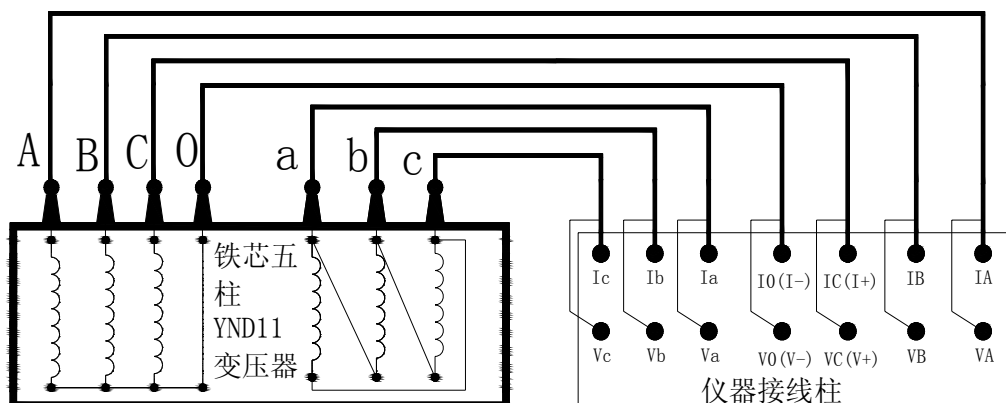 A B C O a b c
铁芯五
柱
YND11
变压器
Ic Ib Ia IO(I-) IC(I+) IB IA
Vc Vb Va VO(V-) VC(V+) VB VA
仪器接线柱